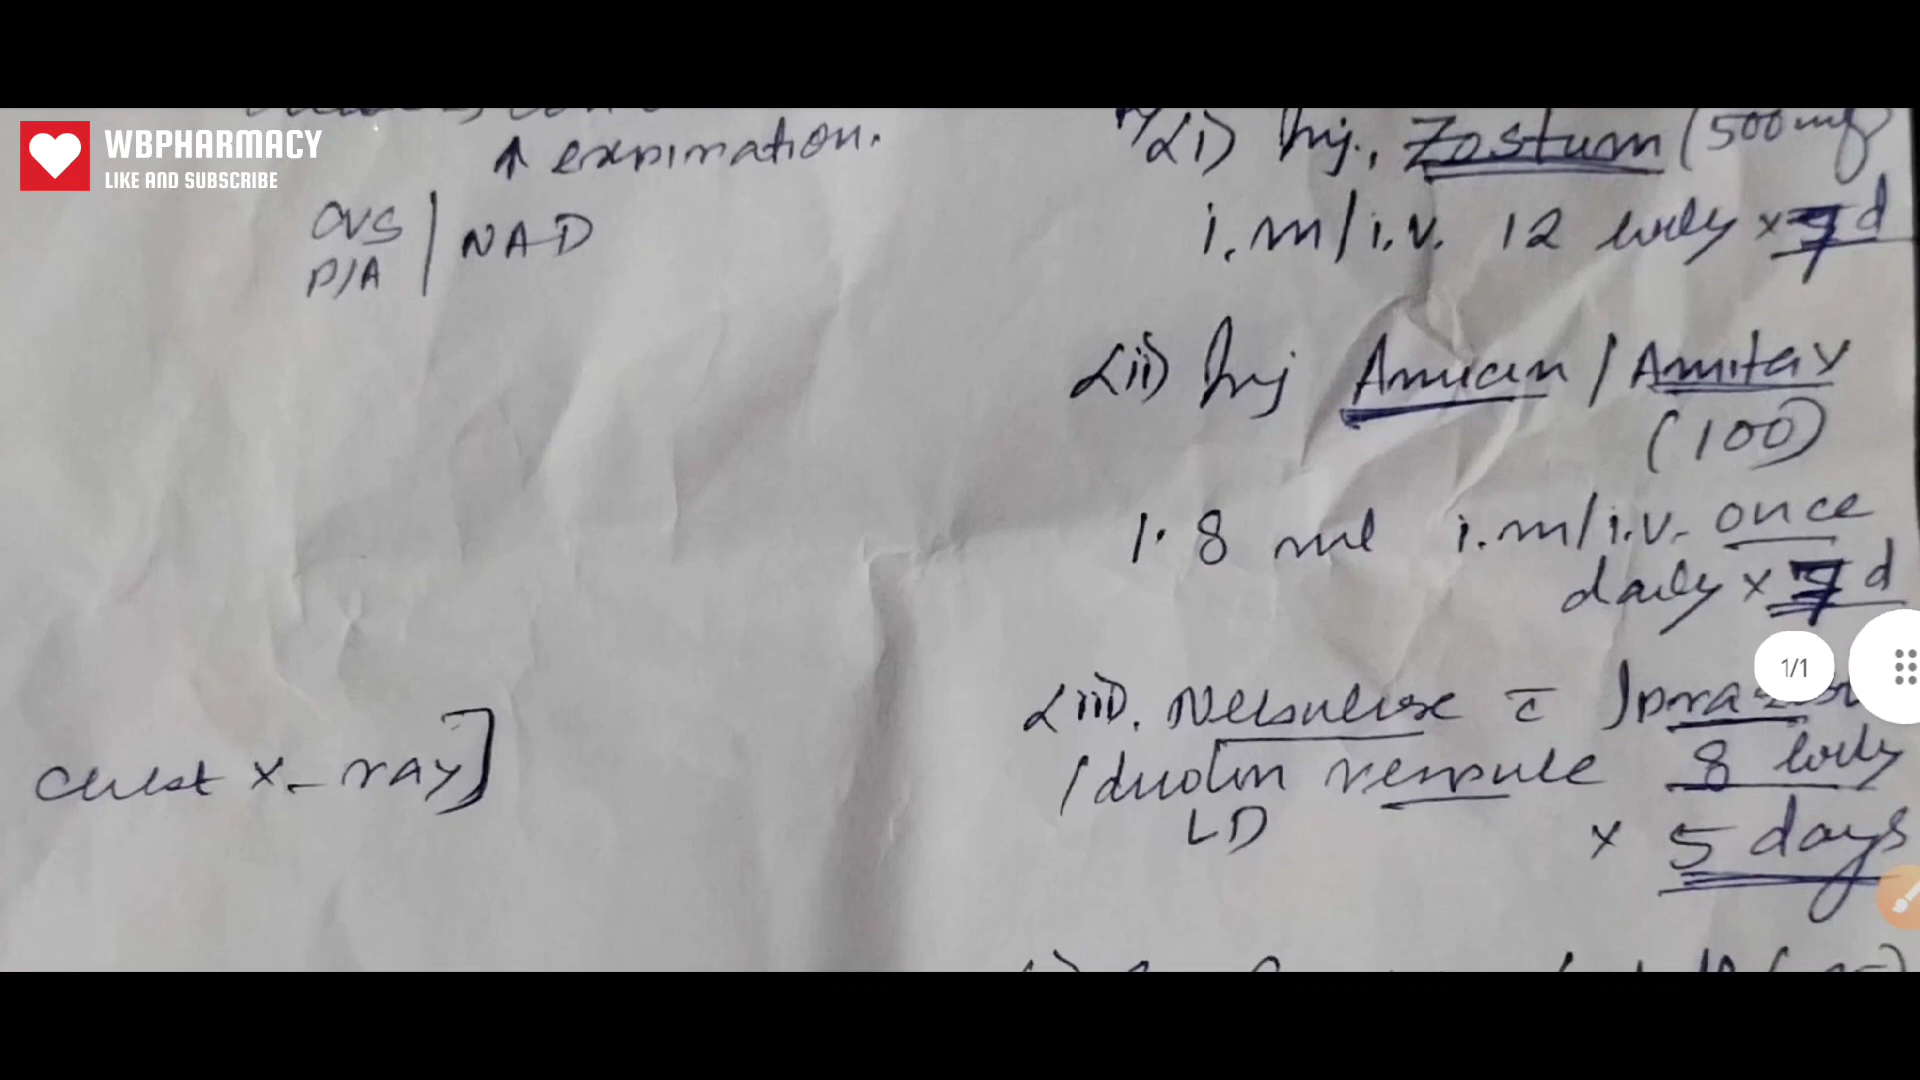 WBPHARMACY
LIKE AND SUBSCRIBE
↑ expiration.
CVS
P/A | NAD
chest x-ray]
(i) Inj., Zostum (500mg)
i.m/i.v. 12 hrly x 7d
(ii) Inj Amican / Amitax
(100)
1.8 ml i.m/i.v. once
daily x 7d
(iii). Nebulise c̄
/duolin respule 8 hrly
LD x 5 days
1/1